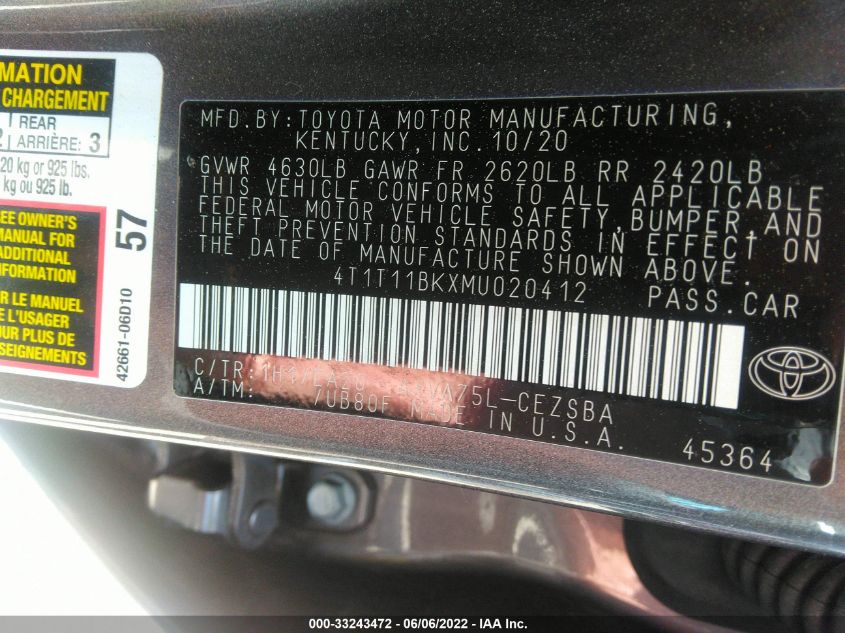 MATION
CHARGEMENT
REAR
ARRIÈRE: 3
20 kg or 925 lbs.
kg ou 925 lb.
SEE OWNER'S
MANUAL FOR
ADDITIONAL
INFORMATION
LE MANUEL
L'USAGER
POUR PLUS DE
SEIGNEMENTS
57
42661-06D10
MFD.BY:TOYOTA MOTOR MANUFACTURING,
KENTUCKY,INC.10/20
GVWR 4630LB GAWR FR 2620LB RR 2420LB
THIS VEHICLE CONFORMS TO ALL APPLICABLE
FEDERAL MOTOR VEHICLE SAFETY,BUMPER,AND
THEFT PREVENTION STANDARDS IN EFFECT ON
THE DATE OF MANUFACTURE SHOWN ABOVE.
4T1T11BKXMU020412 PASS.CAR
C/TR: VA75L-CEZSBA
A/TM: /UB80F MADE IN U.S.A.
45364
000-33243472 - 06/06/2022 - IAA Inc.